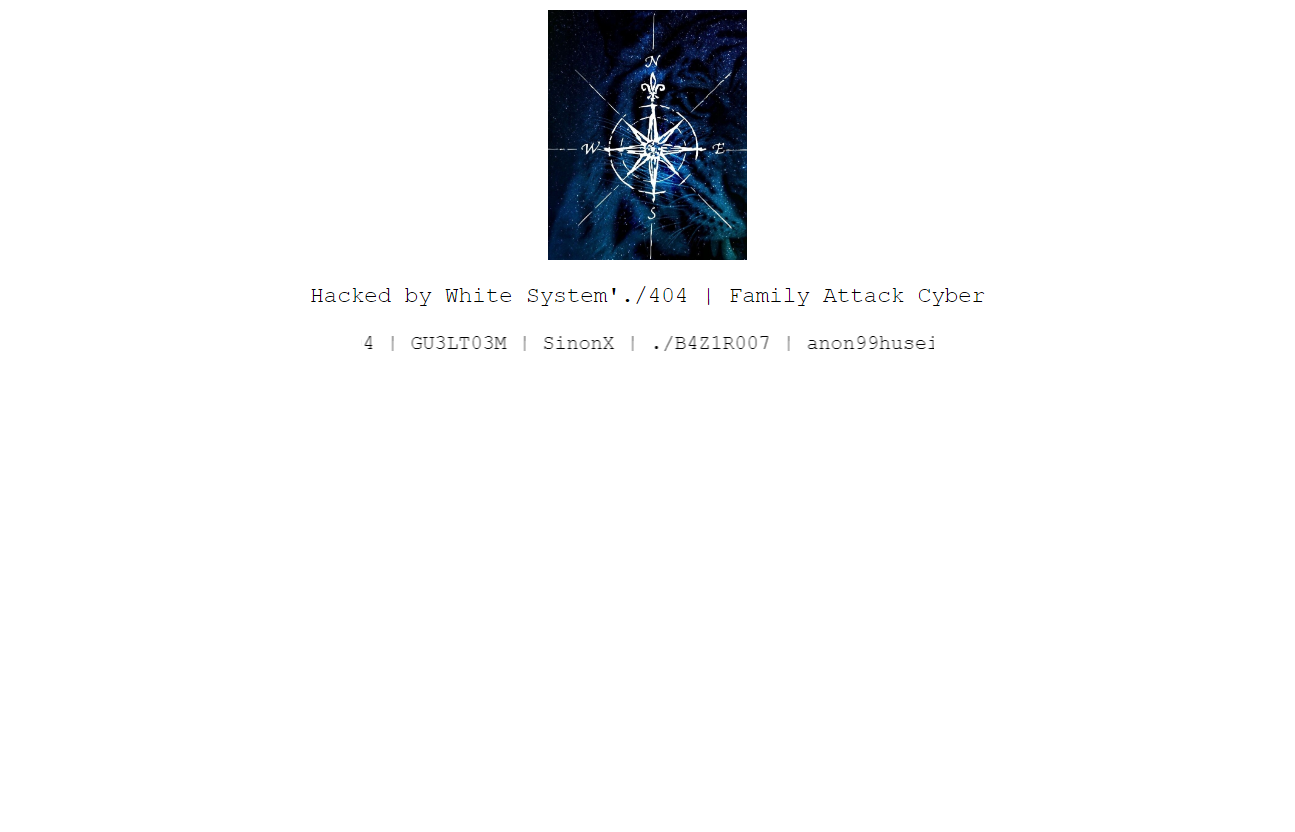 N
W E
S
Hacked by White System'./404 | Family Attack Cyber
4 | GU3LT03M | SinonX | ./B4Z1R007 | anon99husei